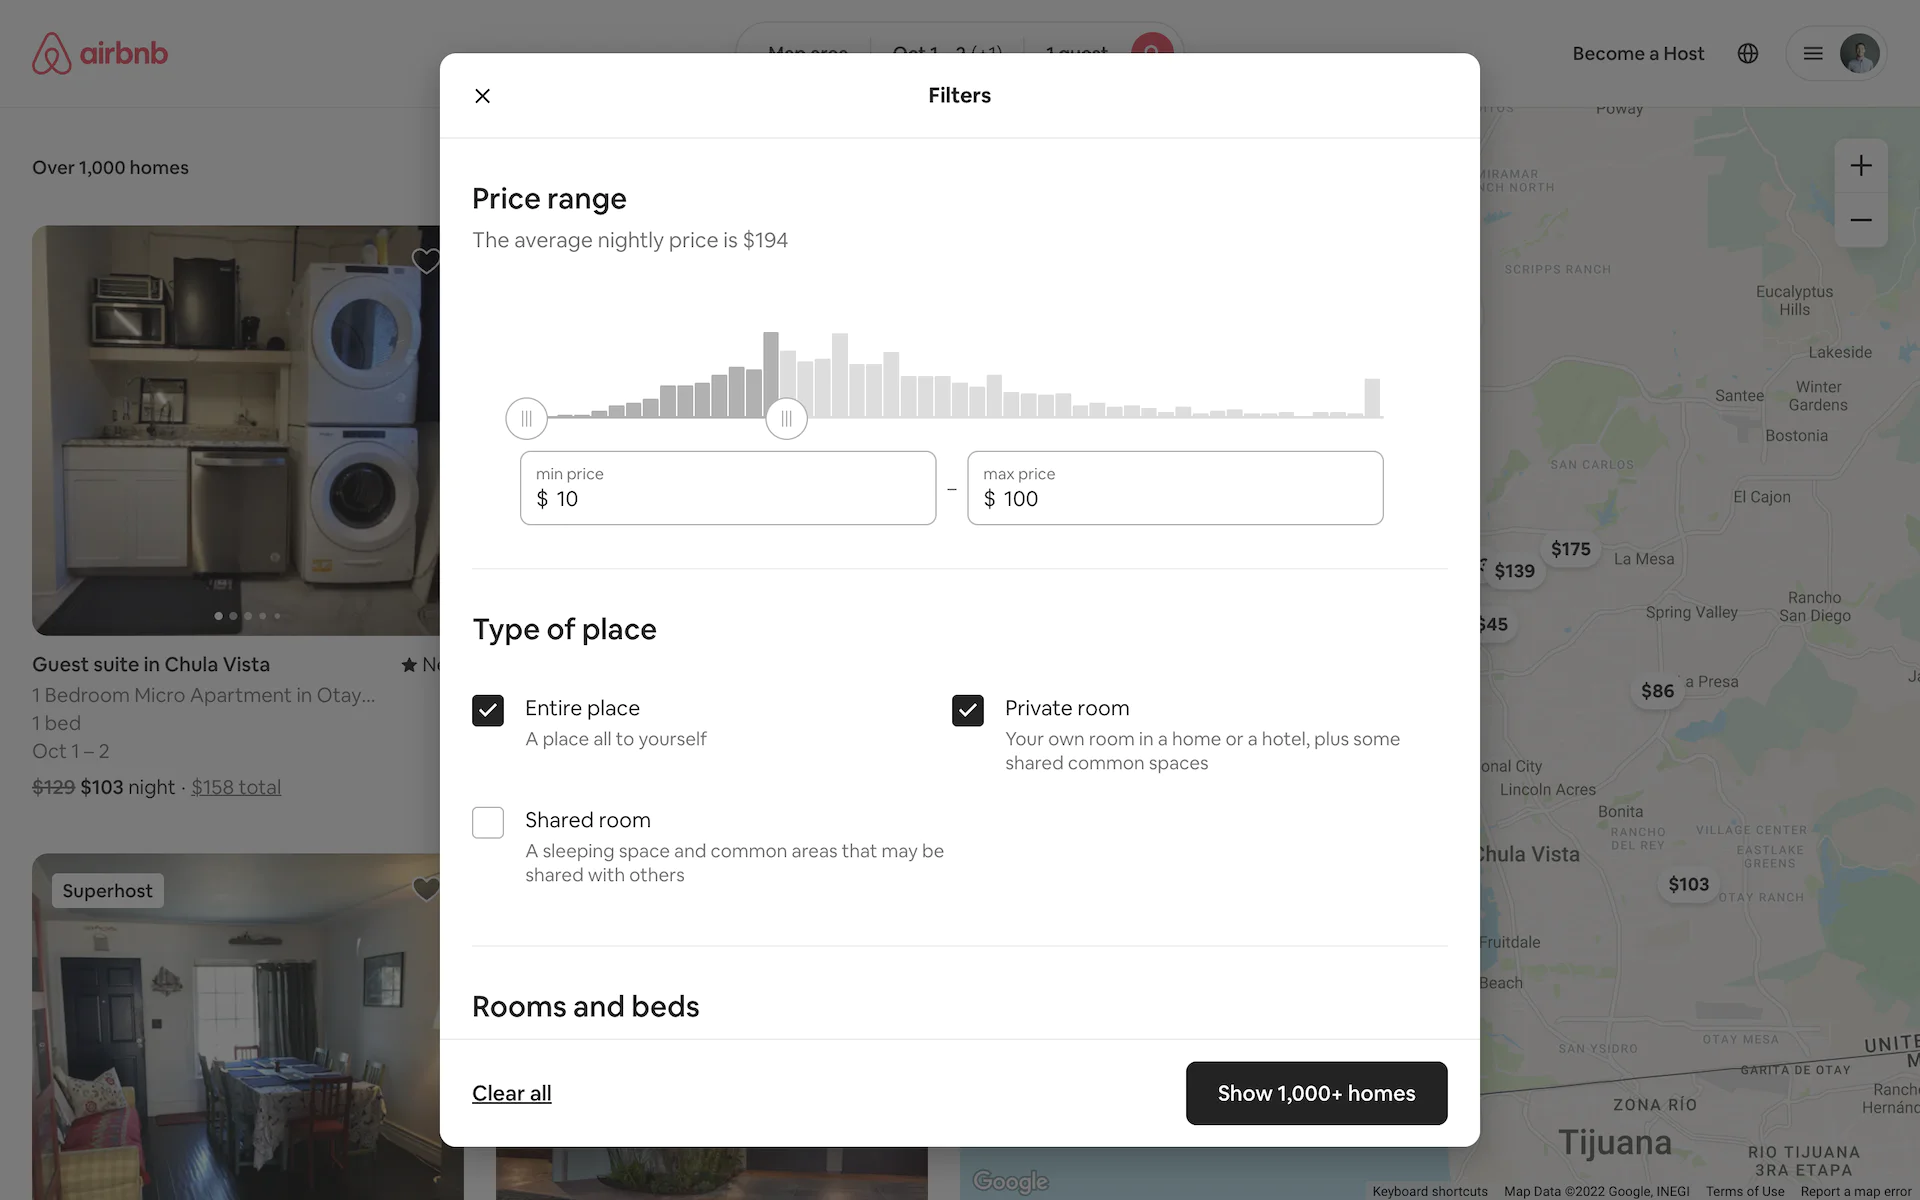 airbnb
Become a Host
Over 1,000 homes
Guest suite in Chula Vista
1 Bedroom Micro Apartment in Otay...
1 bed
Oct 1 – 2
$129 $103 night · $158 total
Superhost
Filters
Price range
The average nightly price is $194
min price
$ 10
–
max price
$ 100
Type of place
Entire place
A place all to yourself
Private room
Your own room in a home or a hotel, plus some
shared common spaces
Shared room
A sleeping space and common areas that may be
shared with others
Rooms and beds
Clear all
Show 1,000+ homes
Poway
SCRIPPS RANCH
Eucalyptus
Hills
Lakeside
Santee
Winter
Gardens
Bostonia
SAN CARLOS
El Cajon
$175
$139
La Mesa
Spring Valley
Rancho
San Diego
$45
$86
a Presa
onal City
Lincoln Acres
Bonita
RANCHO
DEL REY
VILLAGE CENTER
EASTLAKE
GREENS
Chula Vista
$103
OTAY RANCH
Fruitdale
Beach
OTAY MESA
SAN YSIDRO
GARITA DE OTAY
ZONA RÍO
Tijuana
RIO TIJUANA
3RA ETAPA
Google
Keyboard shortcuts
Map Data ©2022 Google, INEGI
Terms of Use
Report a map error